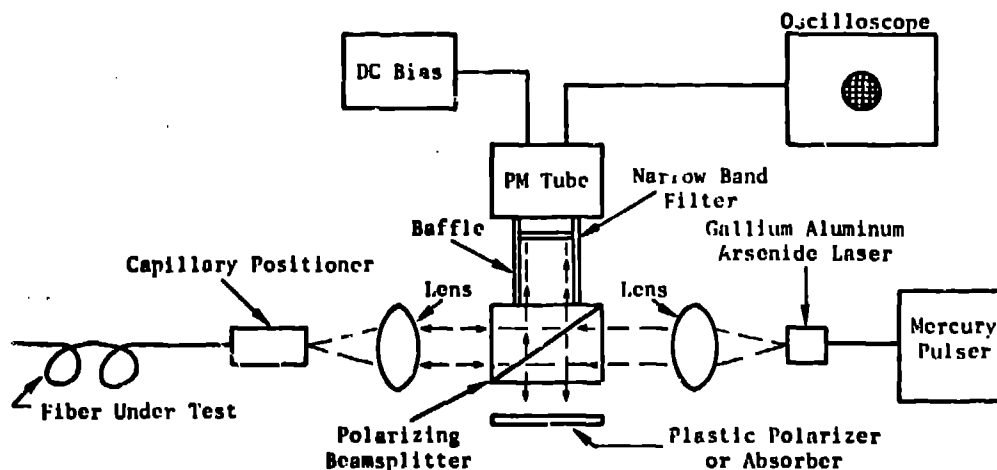 Oscilloscope
DC Bias
PM Tube
Narrow Band
Filter
Baffle
Gallium Aluminum
Arsenide Laser
Capillary Positioner
Lens
Lens
Mercury
Pulser
Fiber Under Test
Polarizing
Beamsplitter
Plastic Polarizer
or Absorber